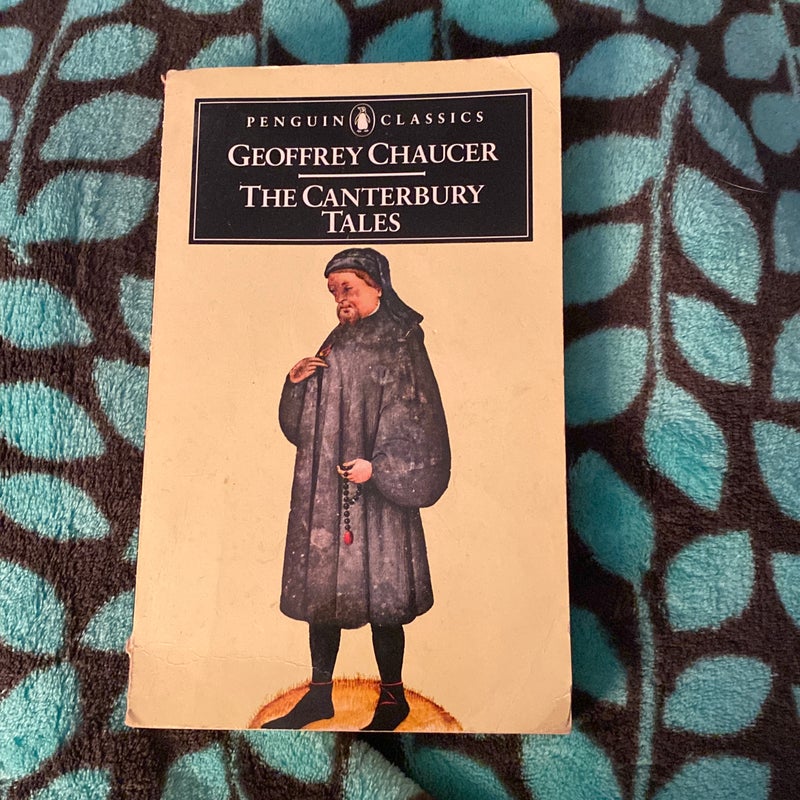 PENGUIN CLASSICS
GEOFFREY CHAUCER
THE CANTERBURY
TALES